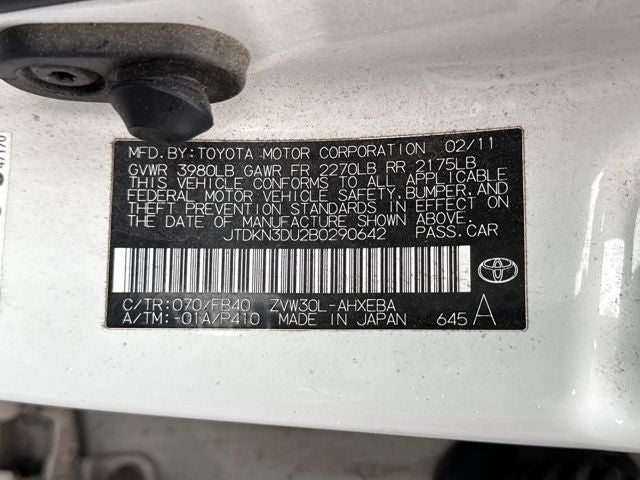 MFD.BY:TOYOTA MOTOR CORPORATION 02/11
GVWR 3980LB GAWR FR 2270LB RR 2175LB
THIS VEHICLE CONFORMS TO ALL APPLICABLE
FEDERAL MOTOR VEHICLE SAFETY,BUMPER,AND
THEFT PREVENTION STANDARDS IN EFFECT ON
THE DATE OF MANUFACTURE SHOWN ABOVE.
JTDKN3DU2B0290642 PASS.CAR
C/TR:070/FB40 ZVW30L-AHXEBA
A/TM:-01A/P410 MADE IN JAPAN 645 A
TOYOTA